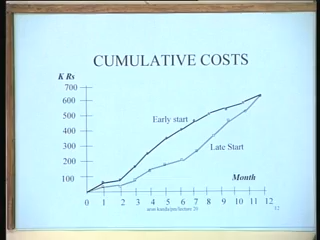 CUMULATIVE COSTS
K Rs
700
600
500
400
300
200
100
Early start
Late Start
Month
0 1 2 3 4 5 6 7 8 9 10 11 12
12